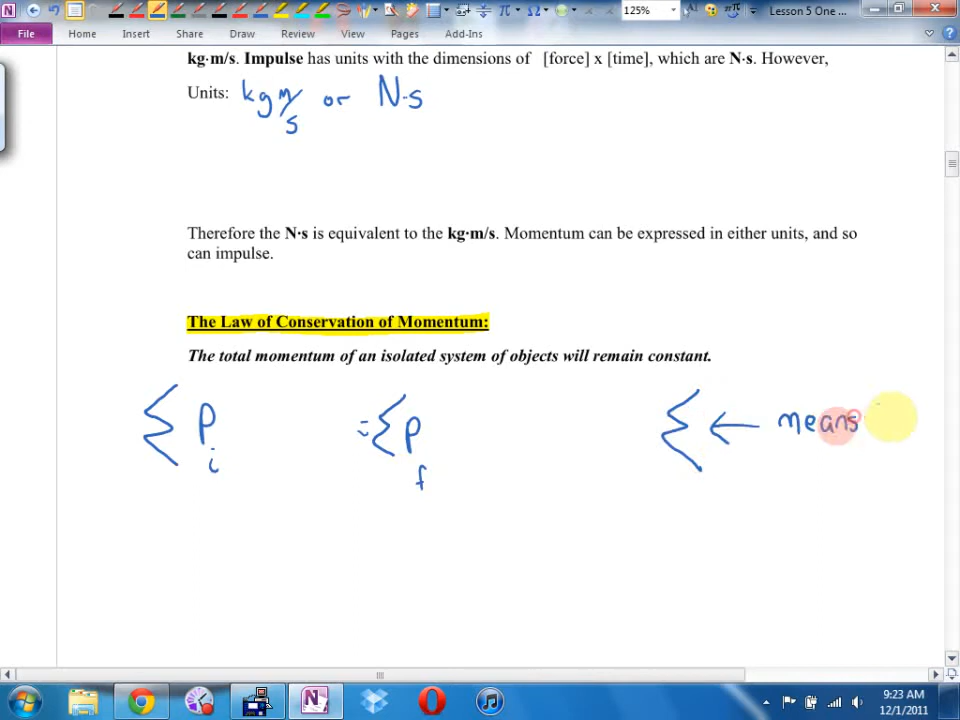 125%
Lesson 5 One ...
File Home Insert Share Draw Review View Pages Add-Ins
kg·m/s. Impulse has units with the dimensions of [force] x [time], which are N·s. However,
Units: kg m/s or N·s
Therefore the N·s is equivalent to the kg·m/s. Momentum can be expressed in either units, and so
can impulse.
The Law of Conservation of Momentum:
The total momentum of an isolated system of objects will remain constant.
Σ Pi = Σ Pf Σ ← means
9:23 AM
12/1/2011